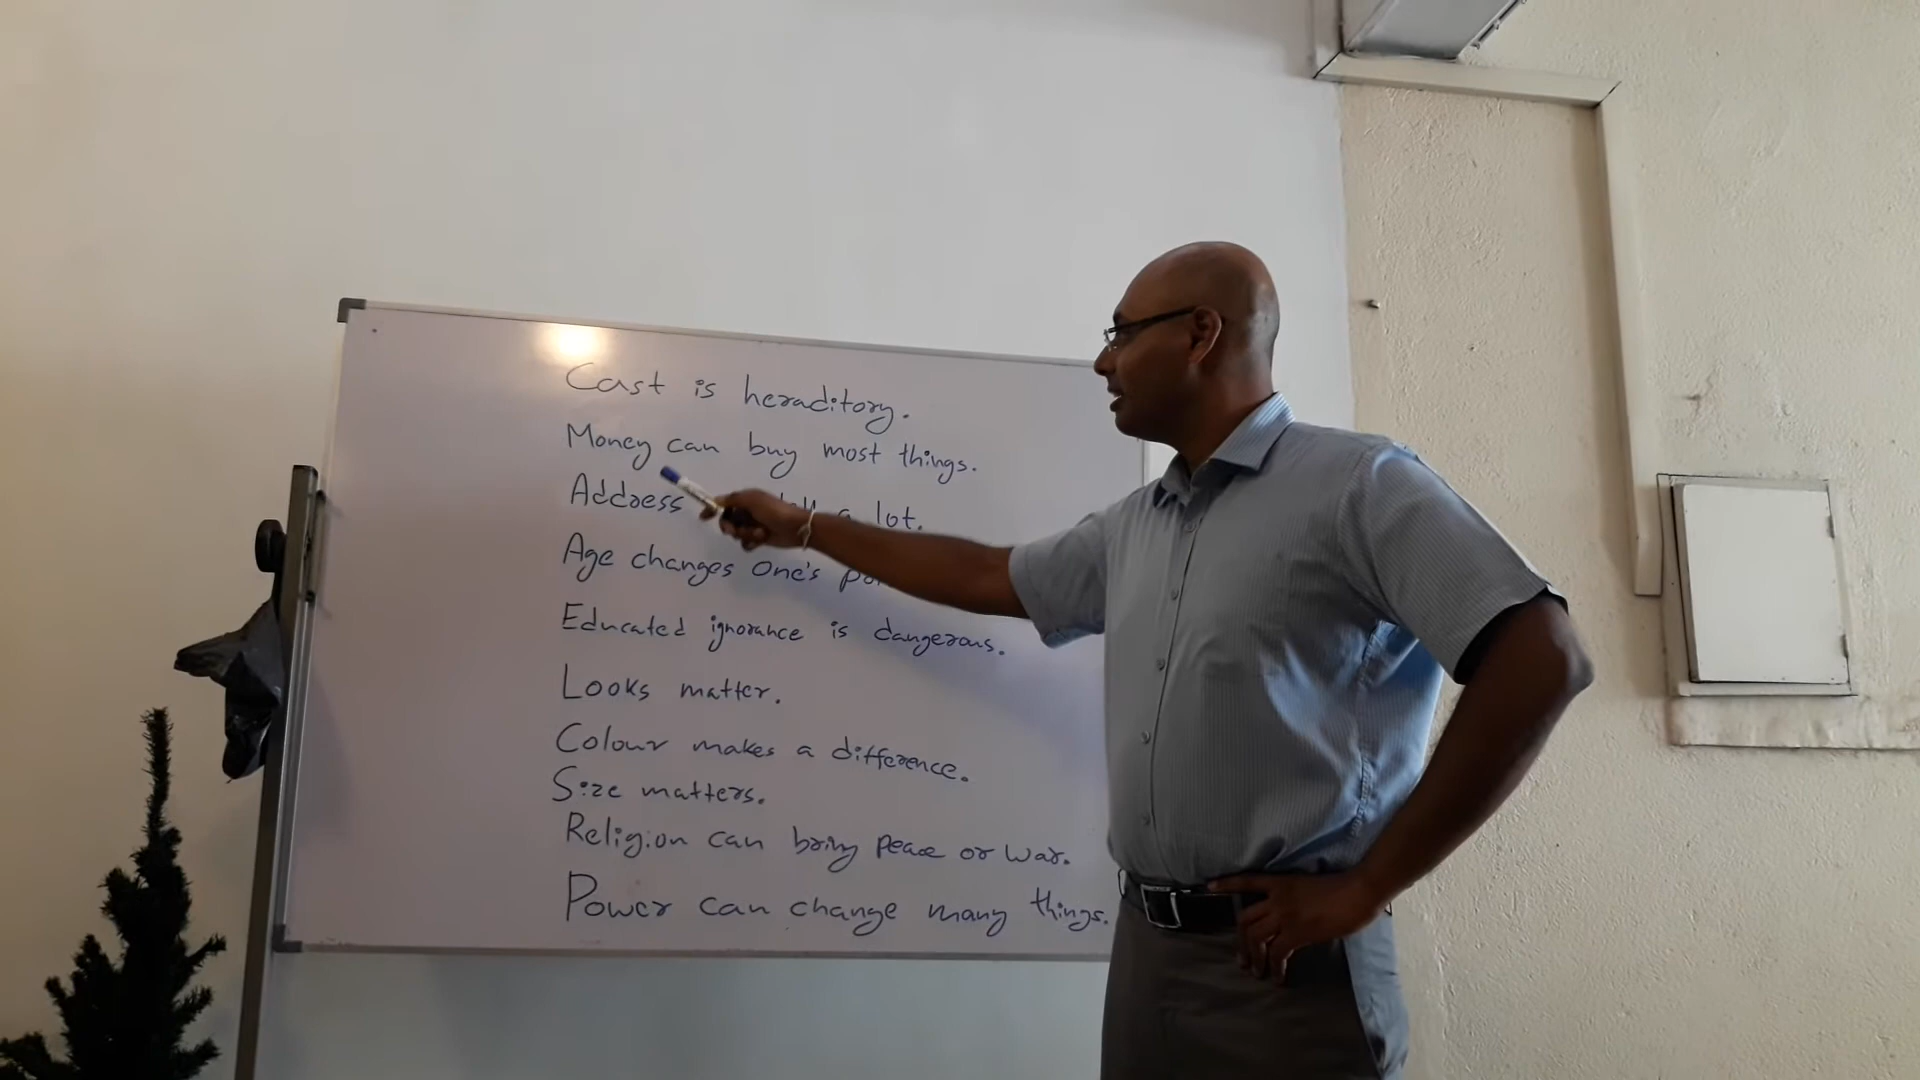 Cast is heraditory.
Money can buy most things.
Address a lot.
Age changes one's
Educated ignorance is dangerous.
Looks matter.
Colour makes a difference.
Size matters.
Religion can bring peace or war.
Power can change many things.